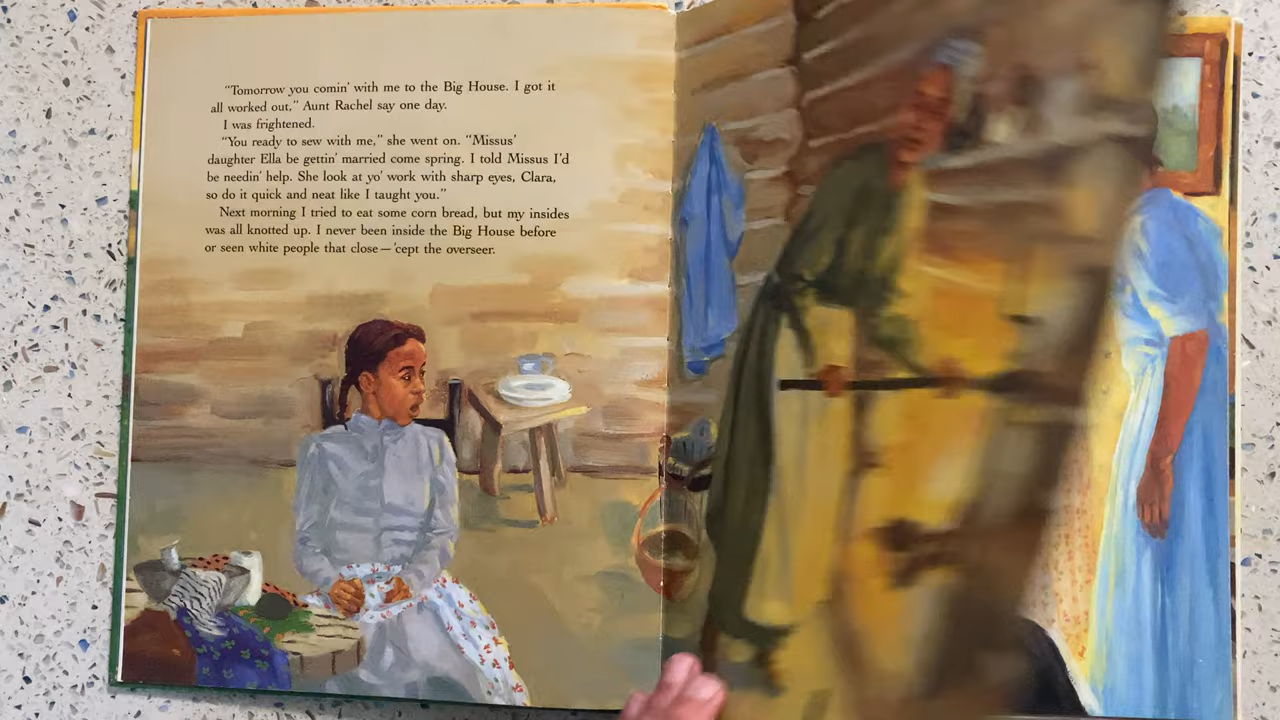 “Tomorrow you comin’ with me to the Big House. I got it
all worked out,” Aunt Rachel say one day.
I was frightened.
“You ready to sew with me,” she went on. “Missus’
daughter Ella be gettin’ married come spring. I told Missus I’d
be needin’ help. She look at yo’ work with sharp eyes, Clara,
so do it quick and neat like I taught you.”
Next morning I tried to eat some corn bread, but my insides
was all knotted up. I never been inside the Big House before
or seen white people that close—’cept the overseer.